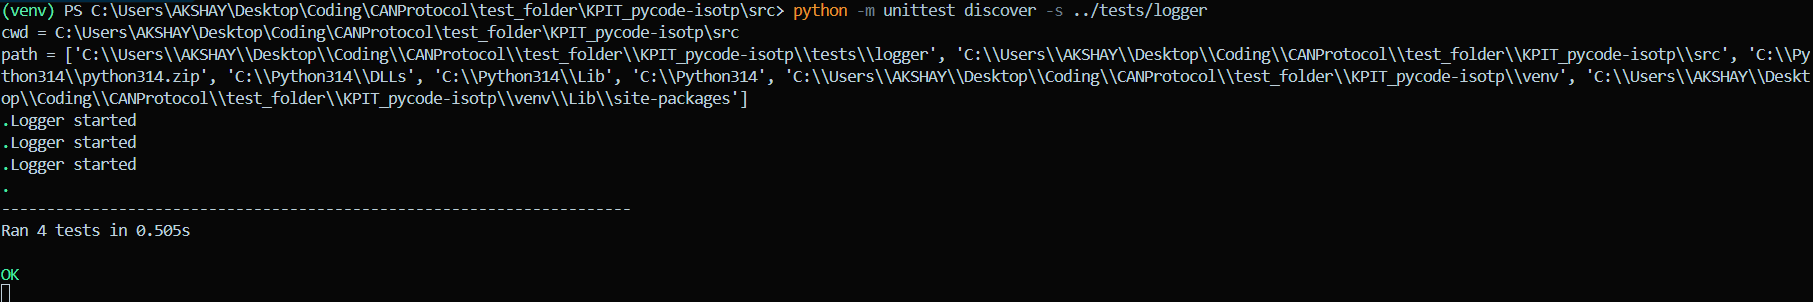 (venv) PS C:\Users\AKSHAY\Desktop\Coding\CANProtocol\test_folder\KPIT_pycode-isotp\src> python -m unittest discover -s ../tests/logger
cwd = C:\Users\AKSHAY\Desktop\Coding\CANProtocol\test_folder\KPIT_pycode-isotp\src
path = ['C:\\Users\\AKSHAY\\Desktop\\Coding\\CANProtocol\\test_folder\\KPIT_pycode-isotp\\tests\\logger', 'C:\\Users\\AKSHAY\\Desktop\\Coding\\CANProtocol\\test_folder\\KPIT_pycode-isotp\\src', 'C:\\Py
thon314\\python314.zip', 'C:\\Python314\\DLLs', 'C:\\Python314\\Lib', 'C:\\Python314', 'C:\\Users\\AKSHAY\\Desktop\\Coding\\CANProtocol\\test_folder\\KPIT_pycode-isotp\\venv', 'C:\\Users\\AKSHAY\\Deskt
op\\Coding\\CANProtocol\\test_folder\\KPIT_pycode-isotp\\venv\\Lib\\site-packages']
.Logger started
.Logger started
.Logger started
.
----------------------------------------------------------------------
Ran 4 tests in 0.505s
OK